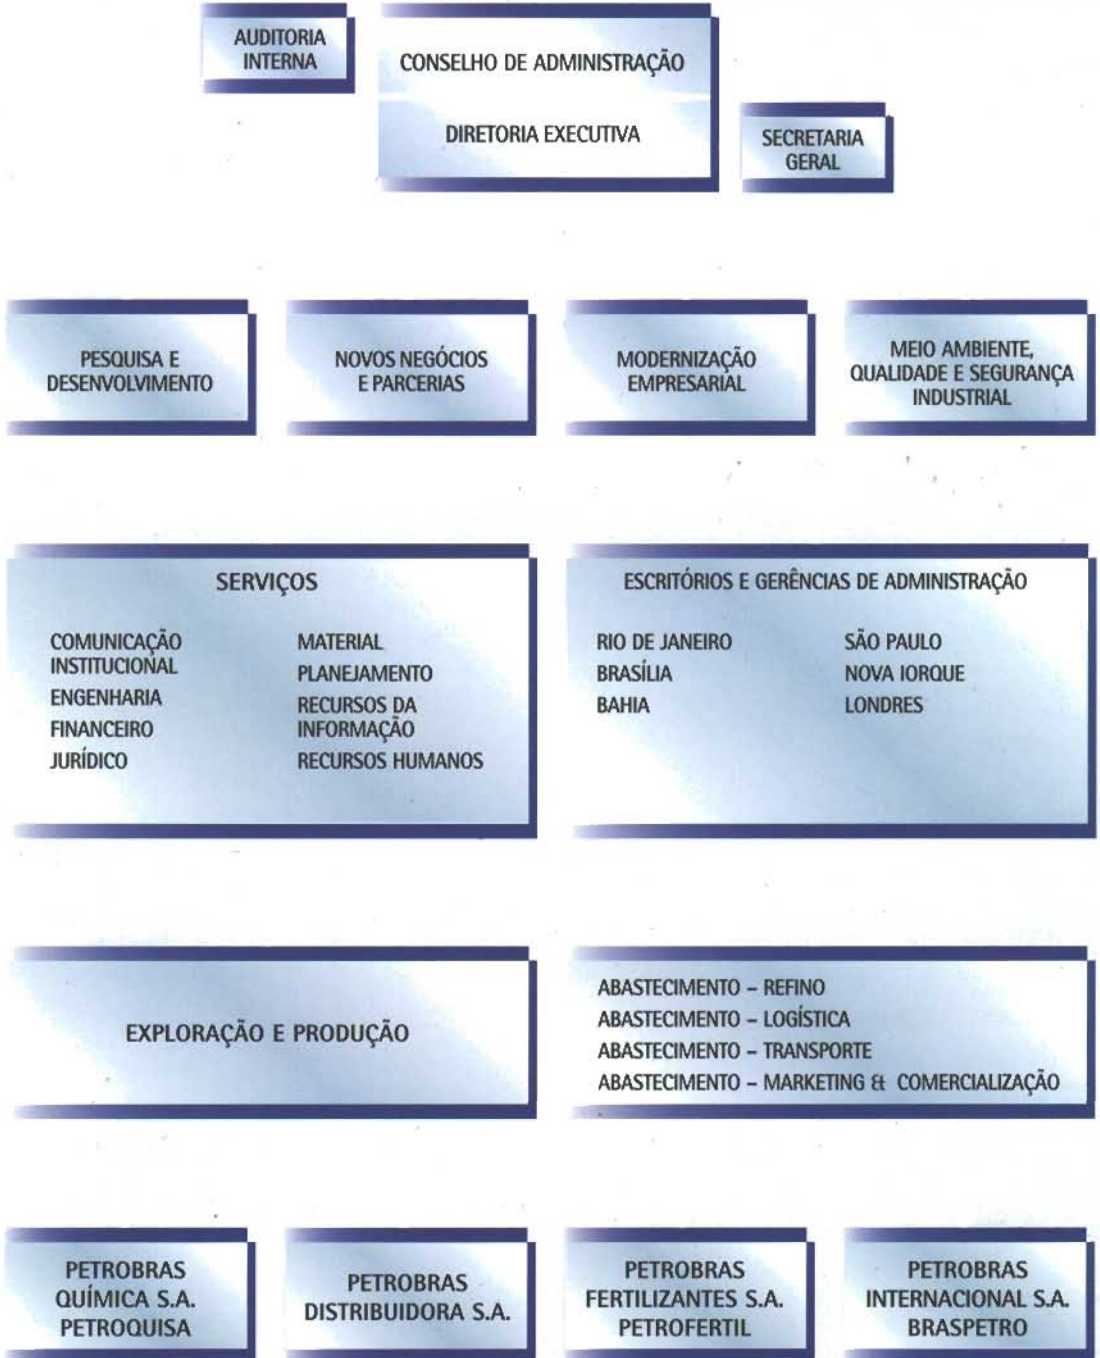 AUDITORIA
INTERNA
CONSELHO DE ADMINISTRAÇÃO
DIRETORIA EXECUTIVA
SECRETARIA
GERAL
PESQUISA E
DESENVOLVIMENTO
NOVOS NEGÓCIOS
E PARCERIAS
MODERNIZAÇÃO
EMPRESARIAL
MEIO AMBIENTE,
QUALIDADE E SEGURANÇA
INDUSTRIAL
SERVIÇOS
COMUNICAÇÃO
INSTITUCIONAL
ENGENHARIA
FINANCEIRO
JURÍDICO
MATERIAL
PLANEJAMENTO
RECURSOS DA
INFORMAÇÃO
RECURSOS HUMANOS
ESCRITÓRIOS E GERÊNCIAS DE ADMINISTRAÇÃO
RIO DE JANEIRO
BRASÍLIA
BAHIA
SÃO PAULO
NOVA IORQUE
LONDRES
EXPLORAÇÃO E PRODUÇÃO
ABASTECIMENTO – REFINO
ABASTECIMENTO – LOGÍSTICA
ABASTECIMENTO – TRANSPORTE
ABASTECIMENTO – MARKETING & COMERCIALIZAÇÃO
PETROBRAS
QUÍMICA S.A.
PETROQUISA
PETROBRAS
DISTRIBUIDORA S.A.
PETROBRAS
FERTILIZANTES S.A.
PETROFERTIL
PETROBRAS
INTERNACIONAL S.A.
BRASPETRO